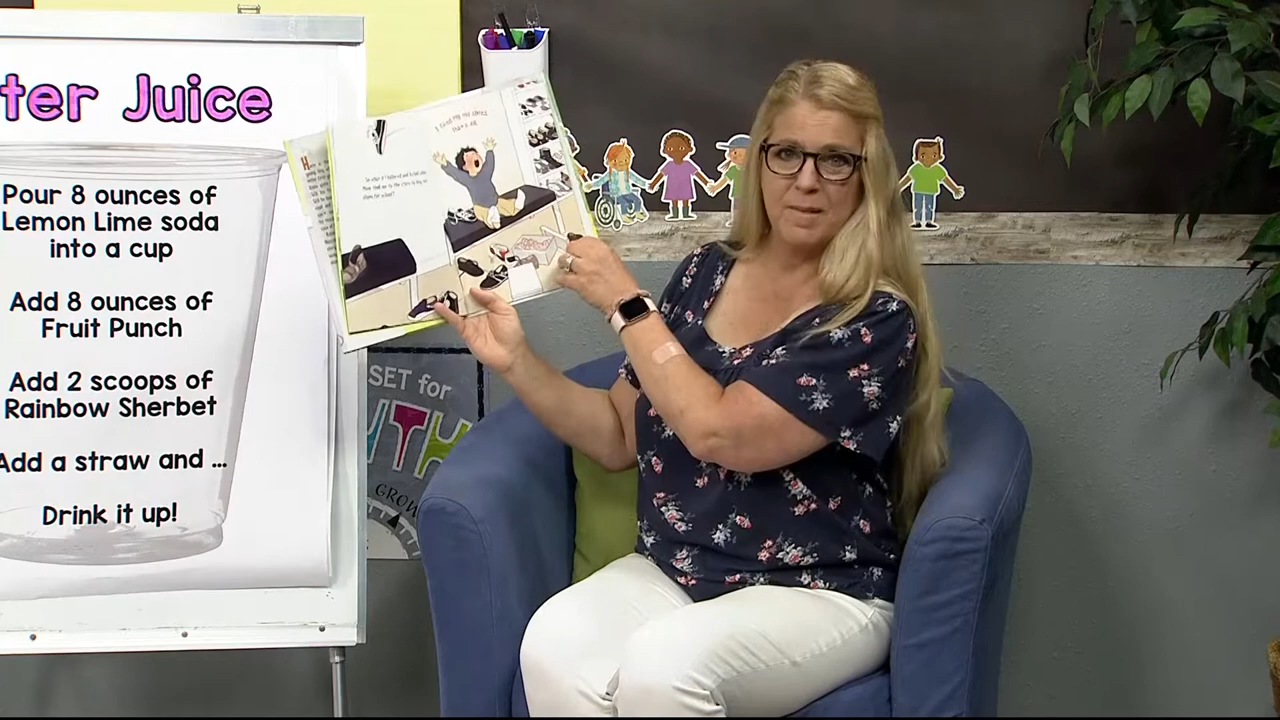 ter Juice
Pour 8 ounces of
Lemon Lime soda
into a cup
Add 8 ounces of
Fruit Punch
Add 2 scoops of
Rainbow Sherbet
Add a straw and ...
Drink it up!
SET for
GROW